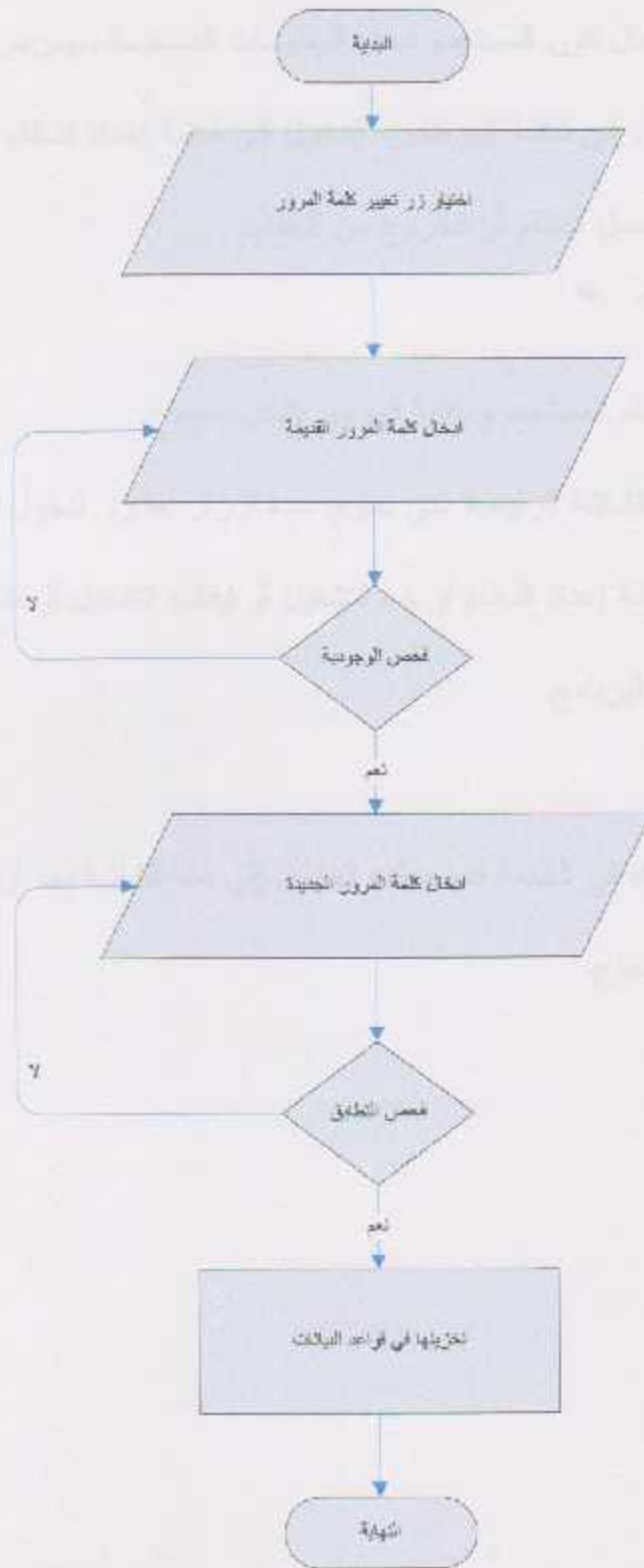 البداية
اختيار زر تغيير كلمة المرور
ادخال كلمة المرور القديمة
لا
فحص الوجودية
نعم
ادخال كلمة المرور الجديدة
لا
فحص التطابق
نعم
تخزينها في قواعد البيانات
النهاية